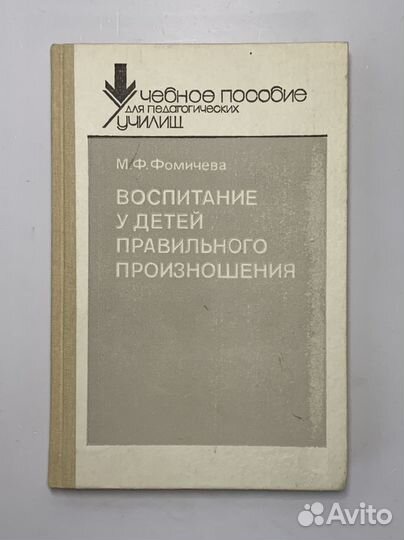 Учебное пособие
для педагогических
училищ
М.Ф.Фомичева
ВОСПИТАНИЕ
У ДЕТЕЙ
ПРАВИЛЬНОГО
ПРОИЗНОШЕНИЯ
Avito